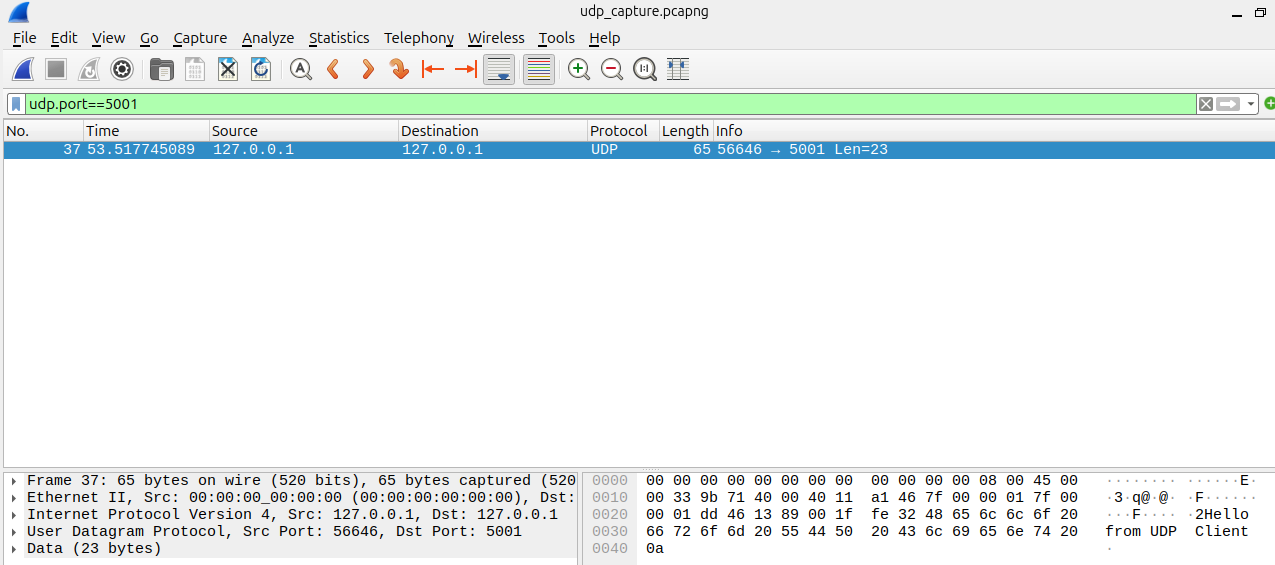 udp_capture.pcapng
File Edit View Go Capture Analyze Statistics Telephony Wireless Tools Help
udp.port==5001
No. Time Source Destination Protocol Length Info
37 53.517745089 127.0.0.1 127.0.0.1 UDP 65 56646 → 5001 Len=23
Frame 37: 65 bytes on wire (520 bits), 65 bytes captured (520
Ethernet II, Src: 00:00:00_00:00:00 (00:00:00:00:00:00), Dst:
Internet Protocol Version 4, Src: 127.0.0.1, Dst: 127.0.0.1
User Datagram Protocol, Src Port: 56646, Dst Port: 5001
Data (23 bytes)
0000 00 00 00 00 00 00 00 00 00 00 00 00 08 00 45 00 ········ ······E·
0010 00 33 9b 71 40 00 40 11 a1 46 7f 00 00 01 7f 00 ·3·q@·@· ·F······
0020 00 01 dd 46 13 89 00 1f fe 32 48 65 6c 6c 6f 20 ···F···· ·2Hello
0030 66 72 6f 6d 20 55 44 50 20 43 6c 69 65 6e 74 20 from UDP Client
0040 0a ·